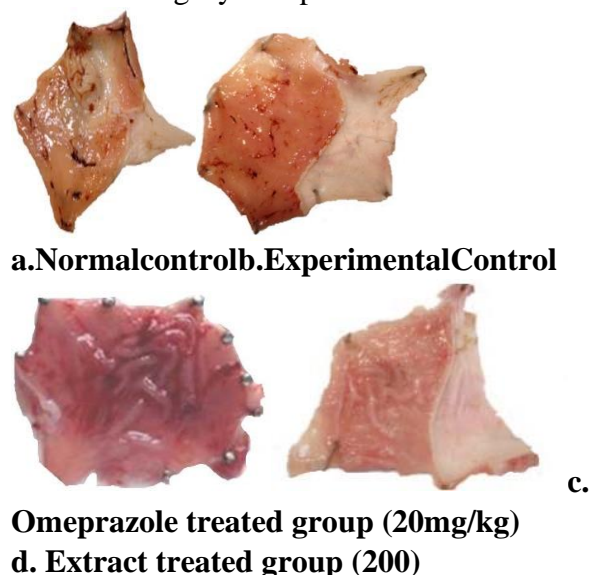 a.Normalcontrolb.ExperimentalControl
c.
Omeprazole treated group (20mg/kg)
d. Extract treated group (200)